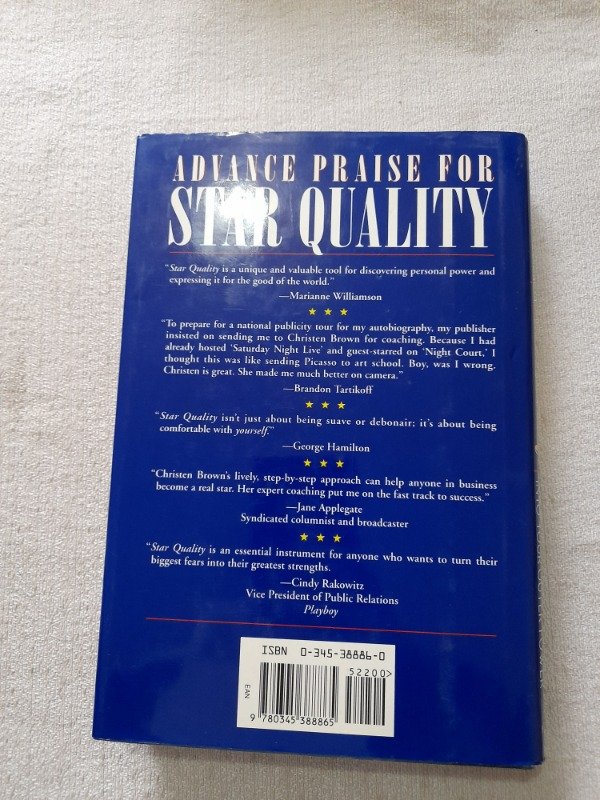 ADVANCE PRAISE FOR
STAR QUALITY
"Star Quality is a unique and valuable tool for discovering personal power and
expressing it for the good of the world."
—Marianne Williamson
"To prepare for a national publicity tour for my autobiography, my publisher
insisted on sending me to Christen Brown for coaching. Because I had
already hosted 'Saturday Night Live' and guest-starred on 'Night Court,' I
thought this was like sending Picasso to art school. Boy, was I wrong.
Christen is great. She made me much better on camera."
—Brandon Tartikoff
"Star Quality isn't just about being suave or debonair; it's about being
comfortable with yourself."
—George Hamilton
"Christen Brown's lively, step-by-step approach can help anyone in business
become a real star. Her expert coaching put me on the fast track to success."
—Jane Applegate
Syndicated columnist and broadcaster
"Star Quality is an essential instrument for anyone who wants to turn their
biggest fears into their greatest strengths.
—Cindy Rakowitz
Vice President of Public Relations
Playboy
ISBN 0-345-38886-0
52200>
EAN
9 780345 388865